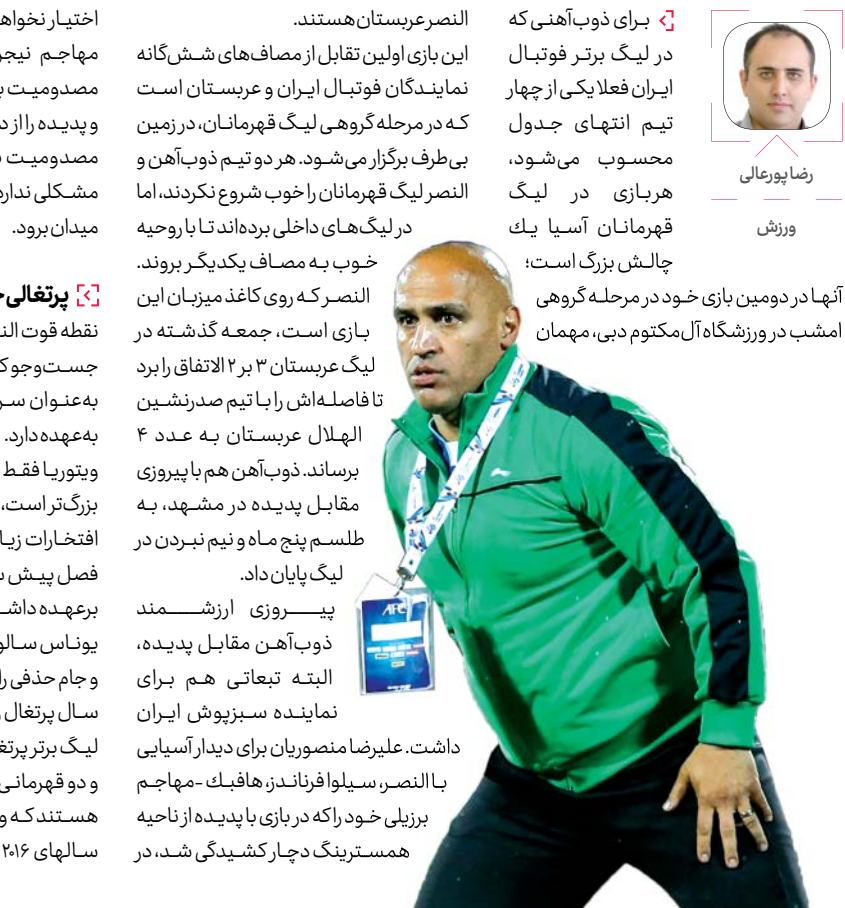 رضا پورعالی
ورزش
برای ذوب‌آهنی که
در لیگ برتر فوتبال
ایران فعلا یکی از چهار
تیم انتهای جدول
محسوب می‌شود،
هربازی در لیگ
قهرمانان آسیا یك
چالش بزرگ است؛
آنها در دومین بازی خود در مرحله گروهی
امشب در ورزشگاه آل‌مکتوم دبی، مهمان
النصر عربستان هستند.
این بازی اولین تقابل از مصاف‌های شش‌گانه
نمایندگان فوتبال ایران و عربستان است
که در مرحله گروهی لیگ قهرمانان، در زمین
بی‌طرف برگزار می‌شود. هر دو تیم ذوب‌آهن و
النصر لیگ قهرمانان را خوب شروع نکردند، اما
در لیگ‌های داخلی برده‌اند تا با روحیه
خوب به مصاف یکدیگر بروند.
النصر که روی کاغذ میزبان این
بازی است، جمعه گذشته در
لیگ عربستان ۳ بر ۲ الاتفاق را برد
تا فاصله‌اش را با تیم صدرنشین
الهلال عربستان به عدد ۴
برساند. ذوب‌آهن هم با پیروزی
مقابل پدیده در مشهد، به
طلسم پنج ماه و نیم نبردن در
لیگ پایان داد.
پیروزی ارزشمند
ذوب‌آهن مقابل پدیده،
البته تبعاتی هم برای
نماینده سبزپوش ایران
داشت. علیرضا منصوریان برای دیدار آسیایی
با النصر، سیلوا فرناندز، هافبك -مهاجم
برزیلی خود را که در بازی با پدیده از ناحیه
همسترینگ دچار کشیدگی شد، در
اختیار نخواه
مهاجم نیجر
مصدومیت
و پدیده را از د
مصدومیت
مشکلی ندارد
میدان برود.
پرتغالی
نقطه قوت الن
جست‌وجو ک
به‌عنوان سر
به‌عهده دارد.
ویتوریا فقط
بزرگ‌تر است،
افتخارات زیا
فصل پیش
برعهده داش
یوناس سالو
و جام حذفی را
سال پرتغال
لیگ برتر پرتغ
و دو قهرمانی
هستند که و
سالهای ۲۰۱۶
AFC